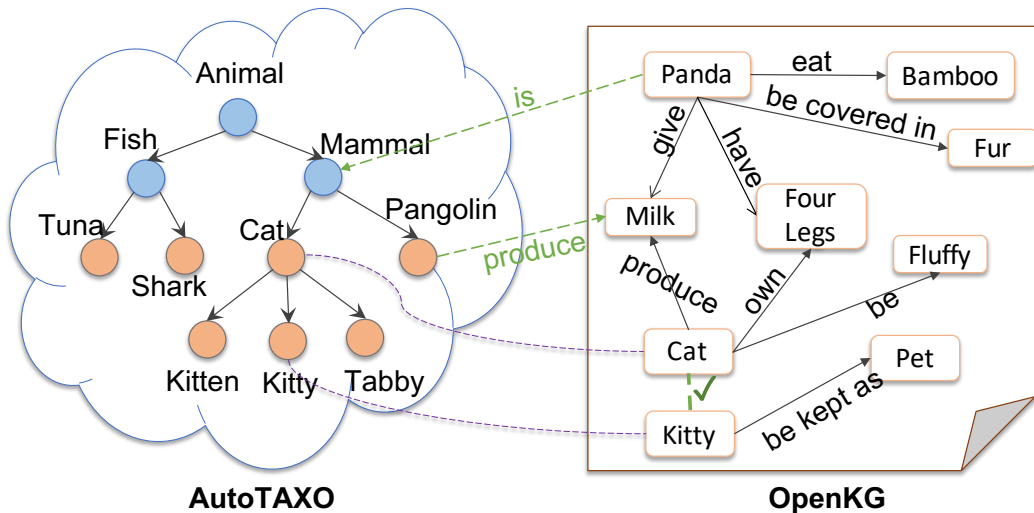 Animal
Fish
Mammal
Tuna
Shark
Cat
Pangolin
Kitten
Kitty
Tabby
AutoTAXO
is
produce
Panda
eat
Bamboo
be covered in
Fur
give
have
Milk
Four
Legs
produce
own
Fluffy
be
Cat
Pet
be kept as
Kitty
OpenKG